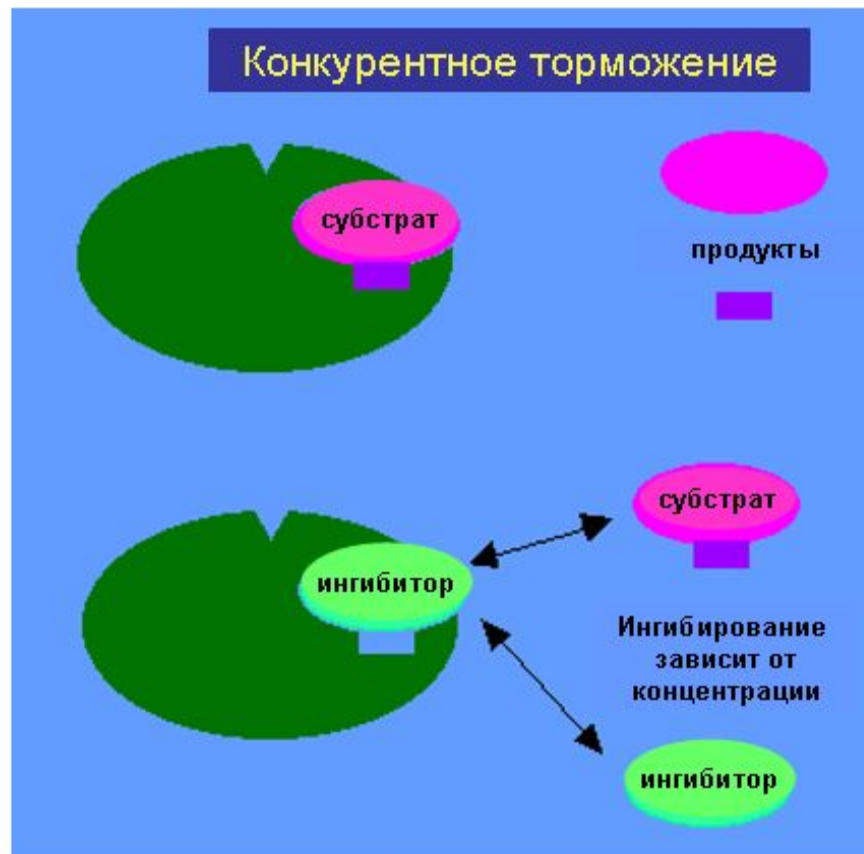 Конкурентное торможение
субстрат
продукты
субстрат
ингибитор
Ингибирование
зависит от
концентрации
ингибитор